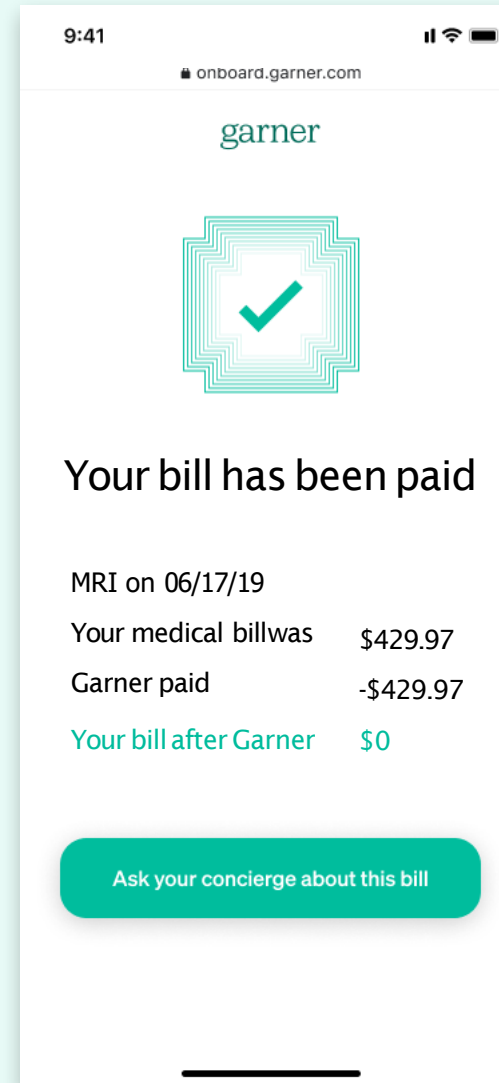 9:41
onboard.garner.com
garner
Your bill has been paid
MRI on 06/17/19
Your medical billwas $429.97
Garner paid -$429.97
Your bill after Garner $0
Ask your concierge about this bill